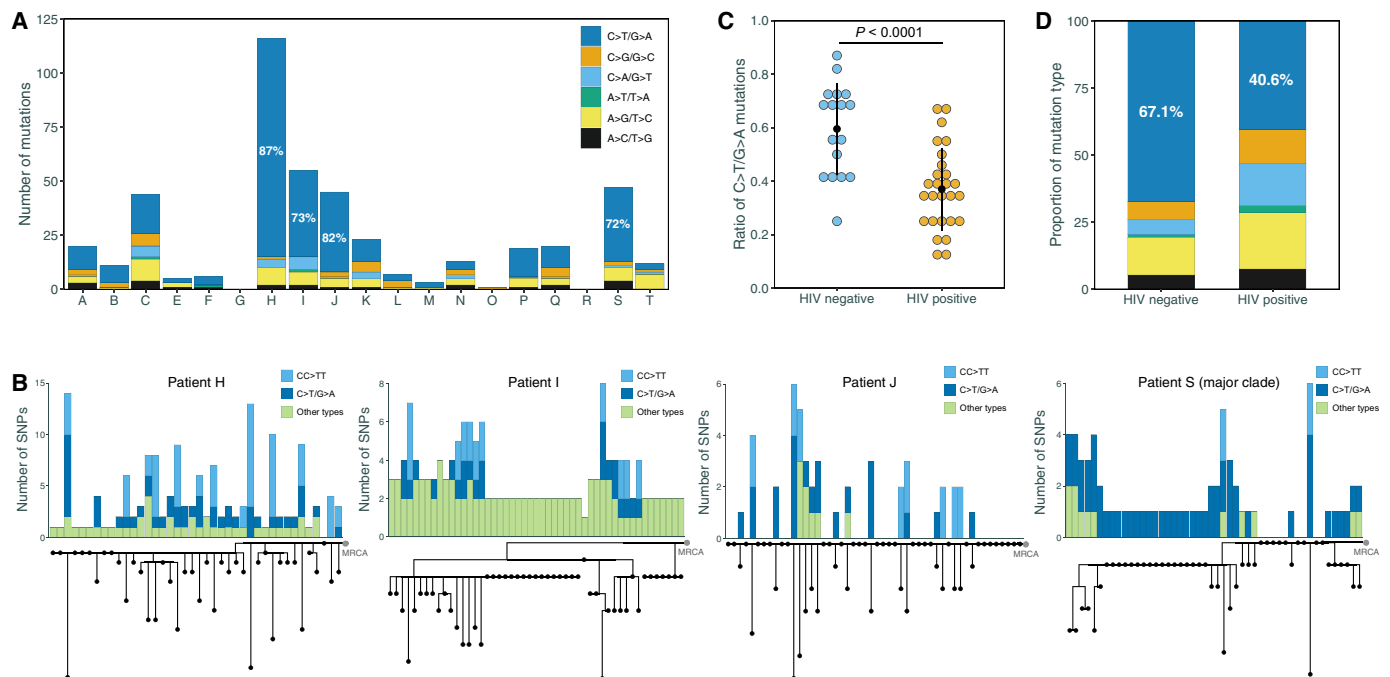 A
Number of mutations
125
100
75
50
25
0
87%
73%
82%
72%
C>T/G>A
C>G/G>C
C>A/G>T
A>T/T>A
A>G/T>C
A>C/T>G
A B C E F G H I J K L M N O P Q R S T
C
Ratio of C>T/G>A mutations
1.0
0.8
0.6
0.4
0.2
0.0
P < 0.0001
HIV negative HIV positive
D
Proportion of mutation type
100
75
50
25
0
67.1%
40.6%
HIV negative HIV positive
B
Patient H
Number of SNPs
15
10
5
0
CC>TT
C>T/G>A
Other types
MRCA
Patient I
Number of SNPs
8
6
4
2
0
CC>TT
C>T/G>A
Other types
MRCA
Patient J
Number of SNPs
6
4
2
0
CC>TT
C>T/G>A
Other types
MRCA
Patient S (major clade)
Number of SNPs
6
4
2
0
CC>TT
C>T/G>A
Other types
MRCA